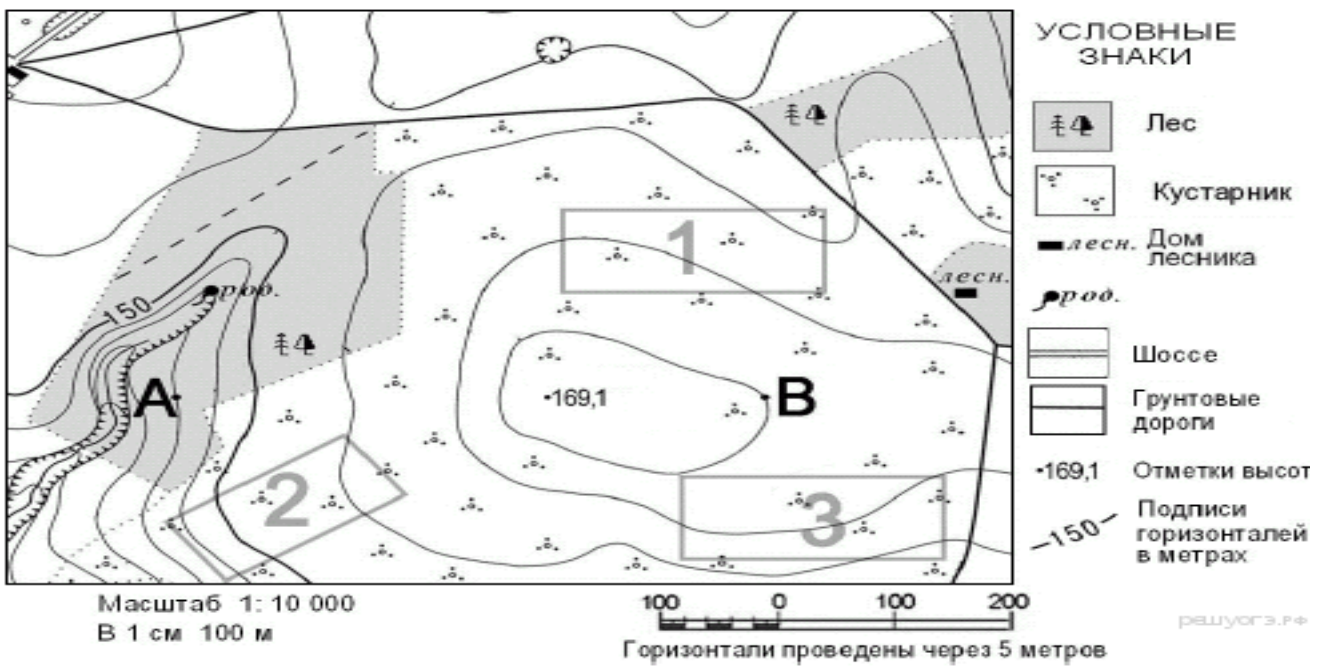 УСЛОВНЫЕ
ЗНАКИ
Лес
Кустарник
лесн. Дом
лесника
род.
Шоссе
Грунтовые
дороги
169,1 Отметки высот
150 Подписи
горизонталей
в метрах
1
лесн.
150
род.
А
169,1
В
2
3
Масштаб 1: 10 000
В 1 см 100 м
100 0 100 200
Горизонтали проведены через 5 метров
решуогэ.рф